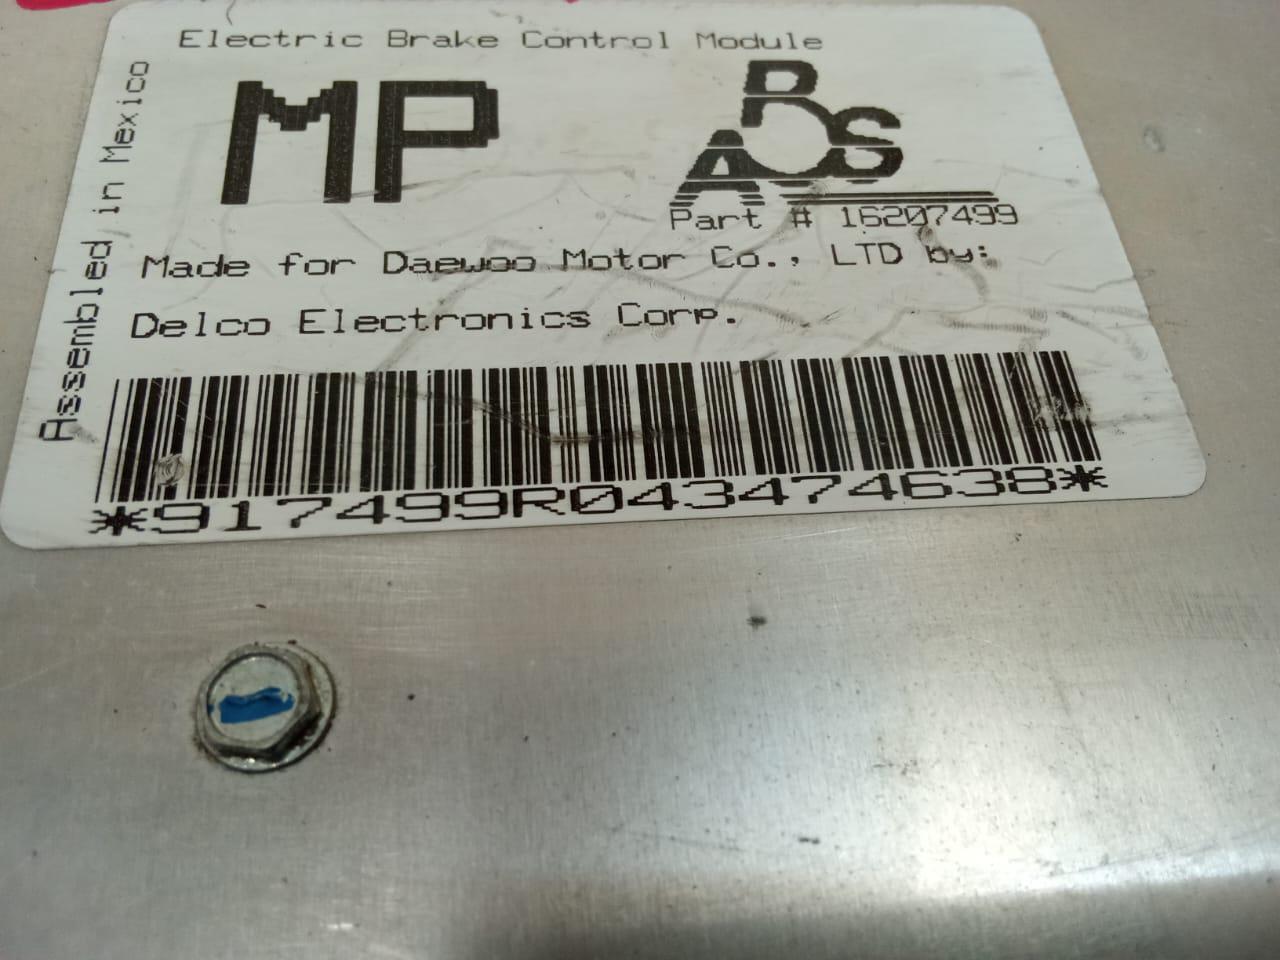 Electric Brake Control Module
MP
ABS
Assembled in Mexico
Part # 16207499
Made for Daewoo Motor Co., LTD by:
Delco Electronics Corp.
*917499R043474638*